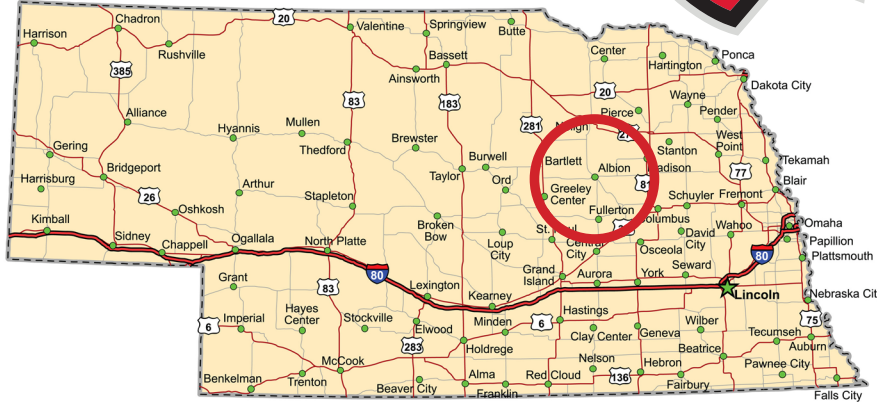 Chadron
20
Valentine
Springview
Butte
Harrison
Rushville
Bassett
Center
Ponca
Hartington
385
Ainsworth
Dakota City
83
183
20
Wayne
Alliance
Pierce
Pender
Hyannis
Mullen
281
Thedford
Brewster
West
Point
Stanton
Gering
Burwell
Bartlett
Albion
Tekamah
Bridgeport
Taylor
Ord
77
Harrisburg
Arthur
81
Blair
26
Stapleton
Greeley
Center
Schuyler
Fremont
Oshkosh
Fullerton
Kimball
Broken
Bow
Wahoo
Omaha
Sidney
Ogallala
North Platte
Loup
City
David
City
Papillion
Chappell
Osceola
80
Plattsmouth
Grant
80
Grand
Island
Aurora
York
Seward
83
Lexington
Kearney
Lincoln
Nebraska Cit
Hayes
Center
6
Imperial
Stockville
Elwood
Minden
6
Hastings
Wilber
75
Clay Center
Geneva
Tecumseh
283
Holdrege
Auburn
McCook
Beatrice
Nelson
Hebron
Pawnee City
Benkelman
Trenton
Beaver City
Alma
Red Cloud
136
Fairbury
Franklin
Falls City